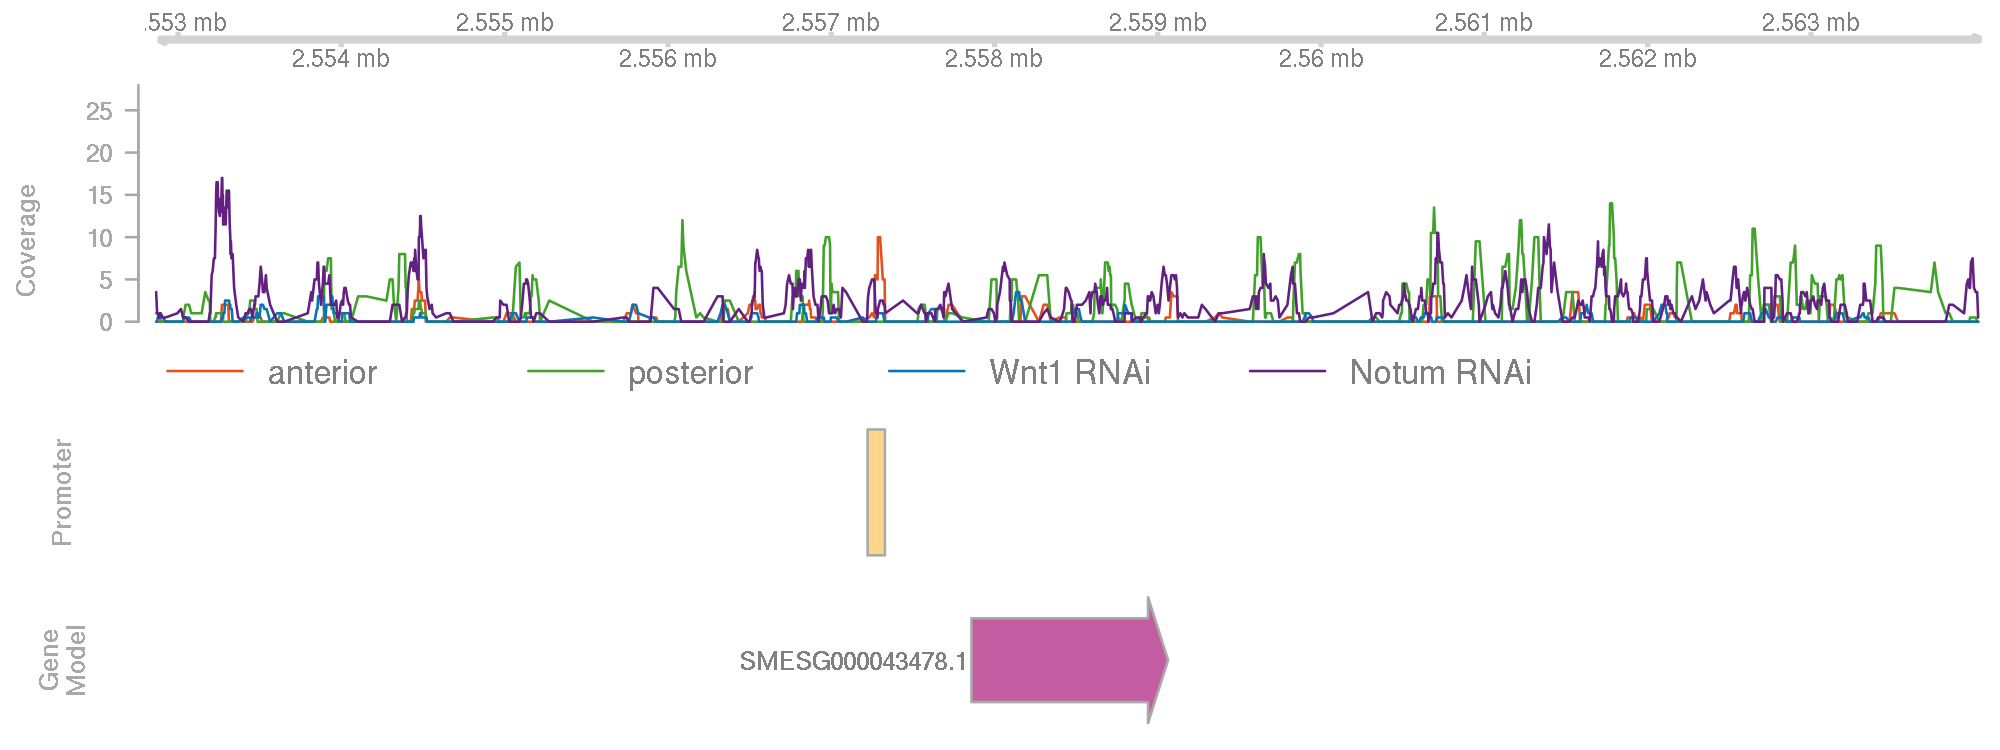 .553 mb 2.555 mb 2.557 mb 2.559 mb 2.561 mb 2.563 mb
2.554 mb 2.556 mb 2.558 mb 2.56 mb 2.562 mb
Coverage
25
20
15
10
5
0
anterior posterior Wnt1 RNAi Notum RNAi
Promoter
Gene
Model
SMESG000043478.1